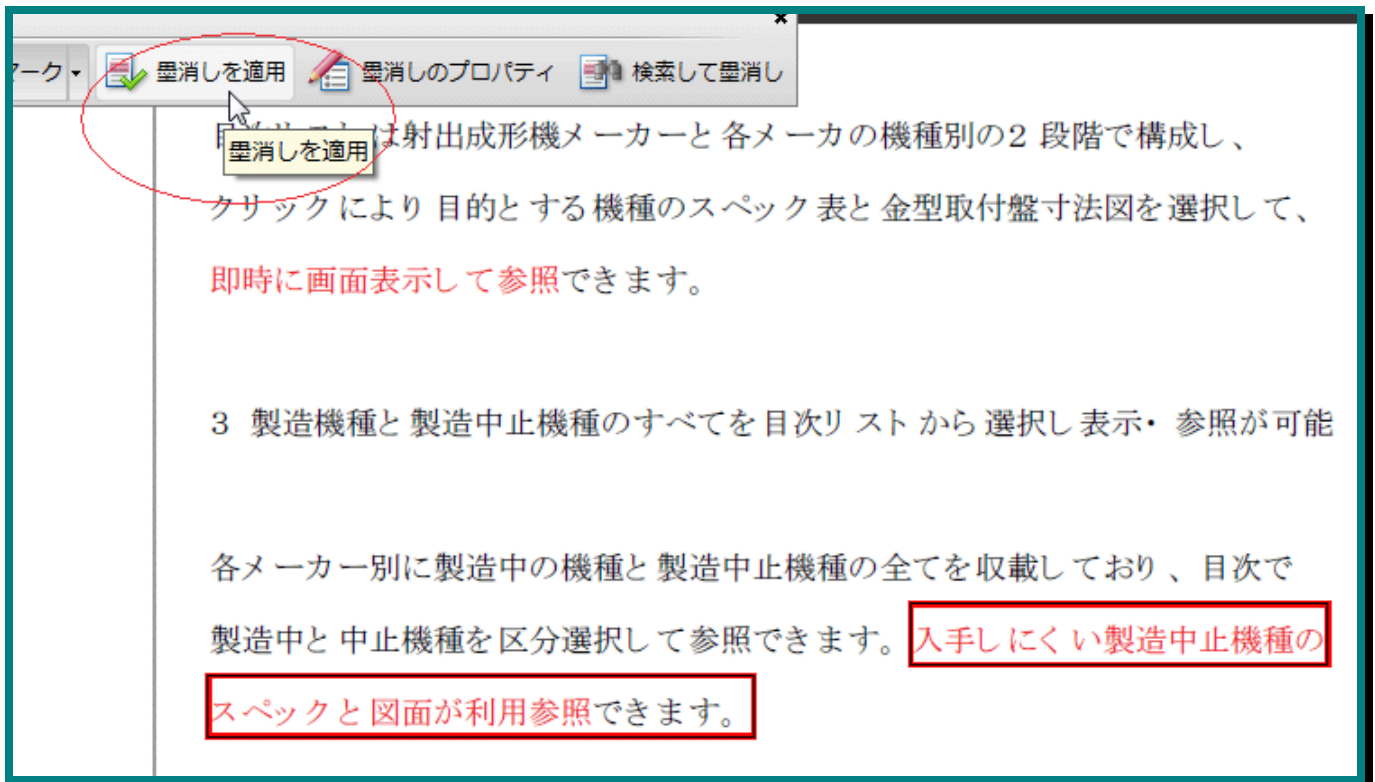 マーク 墨消しを適用 墨消しのプロパティ 検索して墨消し
墨消しを適用
は射出成形機メーカーと各メーカの機種別の2段階で構成し、
クリックにより目的とする機種のスペック表と金型取付盤寸法図を選択して、
即時に画面表示して参照できます。
3 製造機種と製造中止機種のすべてを目次リストから選択し表示・参照が可能
各メーカー別に製造中の機種と製造中止機種の全てを収載しており、目次で
製造中と中止機種を区分選択して参照できます。入手しにくい製造中止機種の
スペックと図面が利用参照できます。